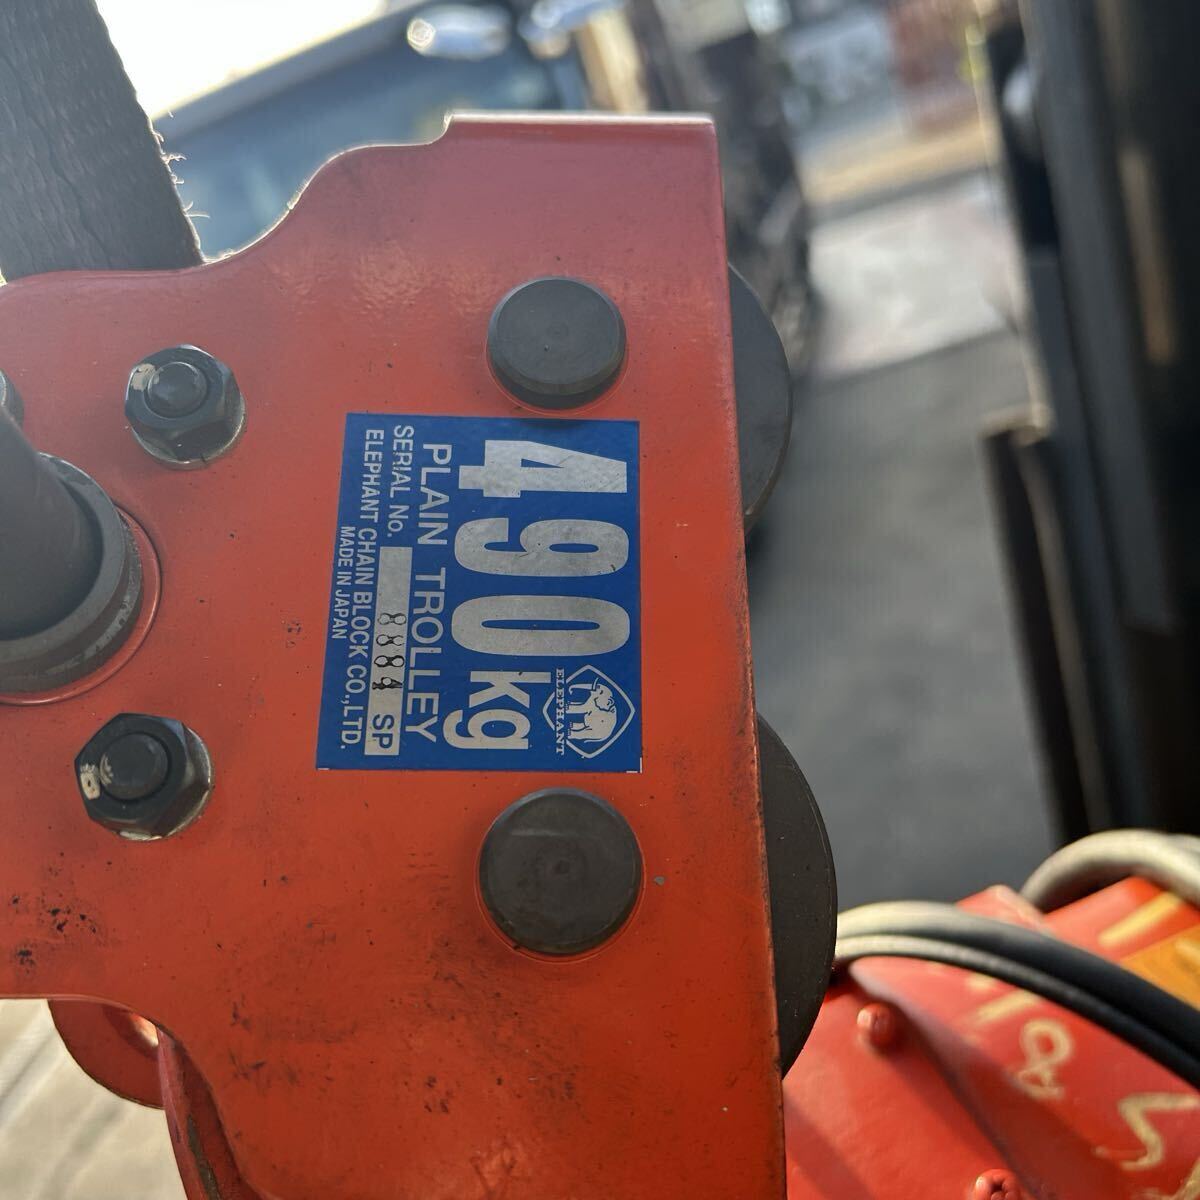 490kg
ELEPHANT
PLAIN TROLLEY
SERIAL No. 8884 SP
ELEPHANT CHAIN BLOCK CO.,LTD.
MADE IN JAPAN